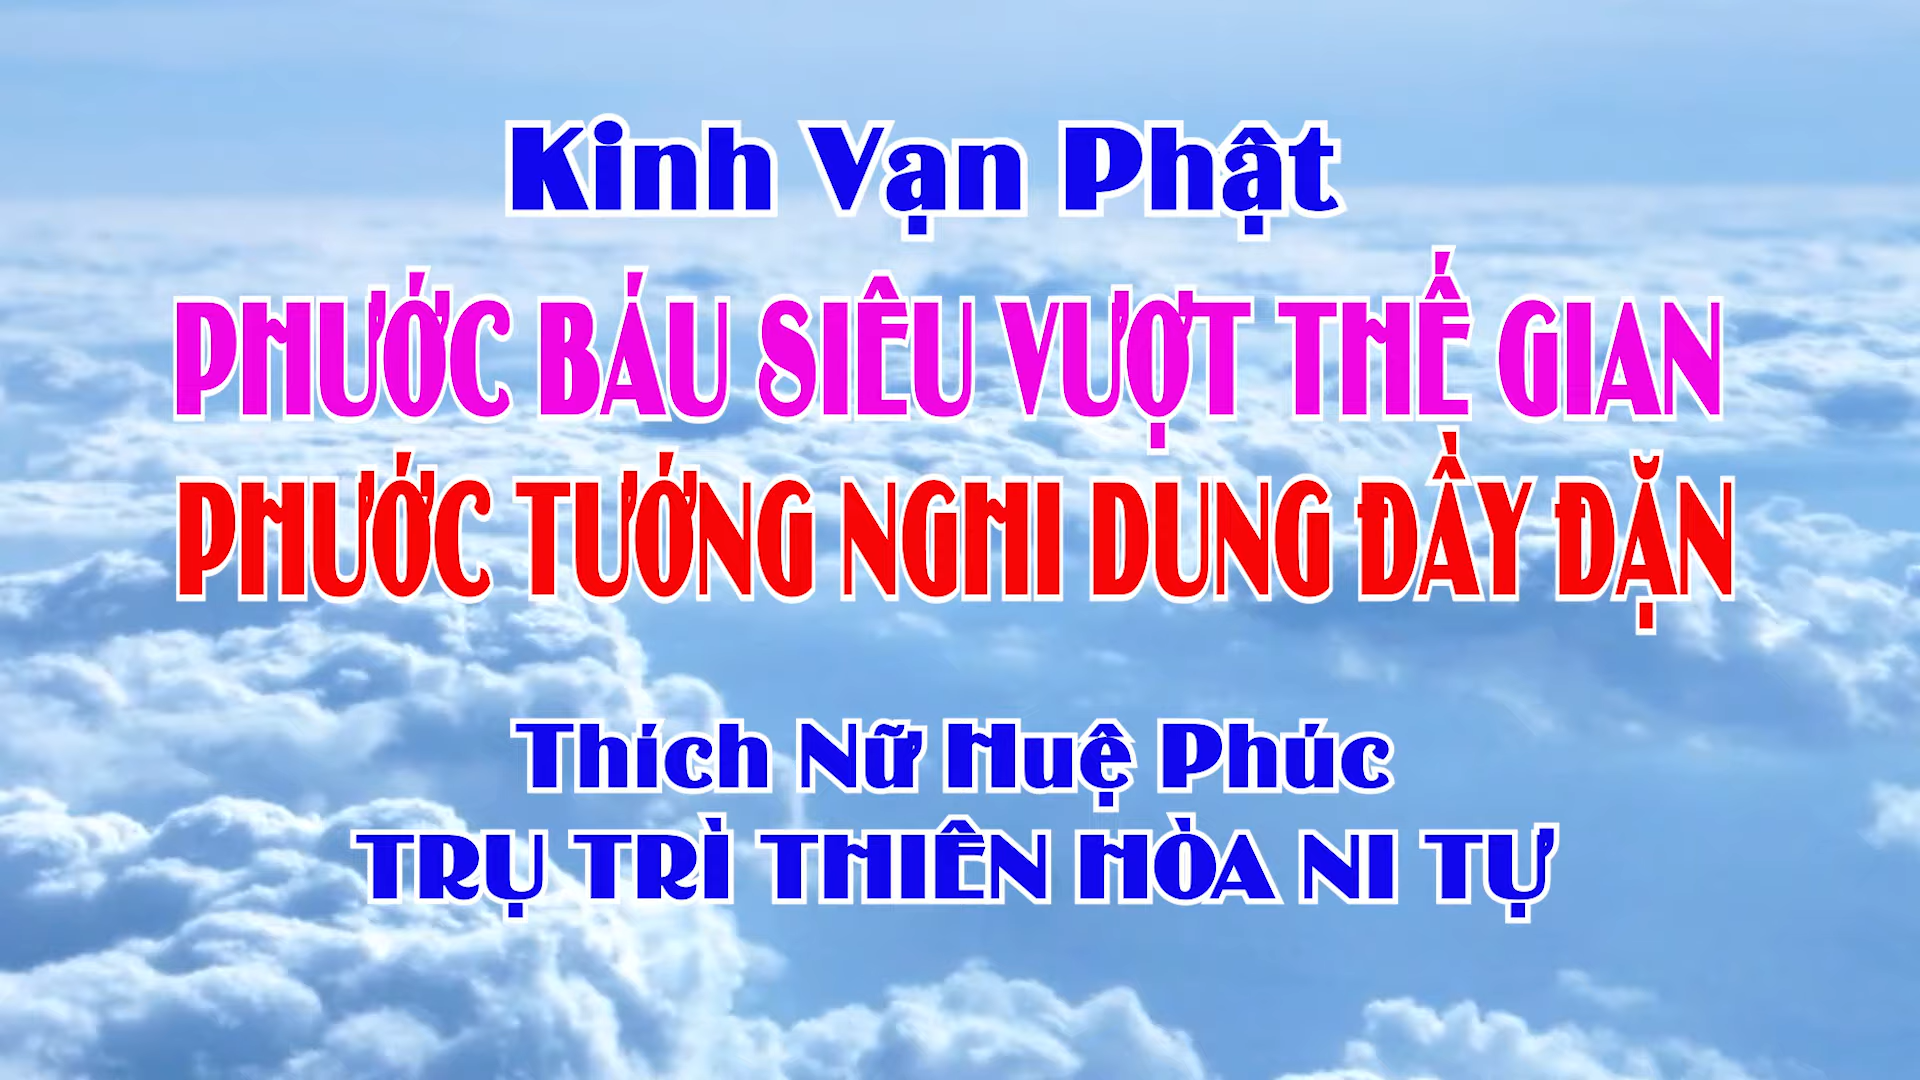 Kinh Vạn Phật
PHƯỚC BÁU SIÊU VƯỢT THẾ GIAN
PHƯỚC TƯỚNG NGHI DUNG ĐẦY ĐẶN
Thích Nữ Huệ Phúc
TRỤ TRÌ THIÊN HÒA NI TỰ